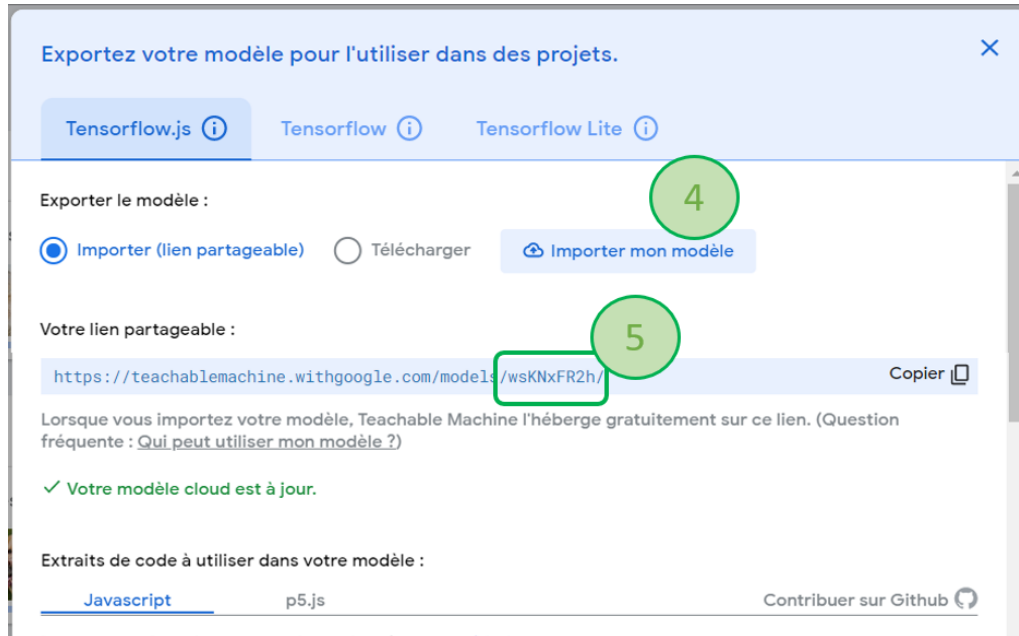 Exportez votre modèle pour l'utiliser dans des projets.
Tensorflow.js Tensorflow Tensorflow Lite
4
Exporter le modèle :
Importer (lien partageable) Télécharger Importer mon modèle
5
Votre lien partageable :
https://teachablemachine.withgoogle.com/models/wsKNxFR2h/ Copier
Lorsque vous importez votre modèle, Teachable Machine l'héberge gratuitement sur ce lien. (Question
fréquente : Qui peut utiliser mon modèle ?)
Votre modèle cloud est à jour.
Extraits de code à utiliser dans votre modèle :
Javascript p5.js Contribuer sur Github